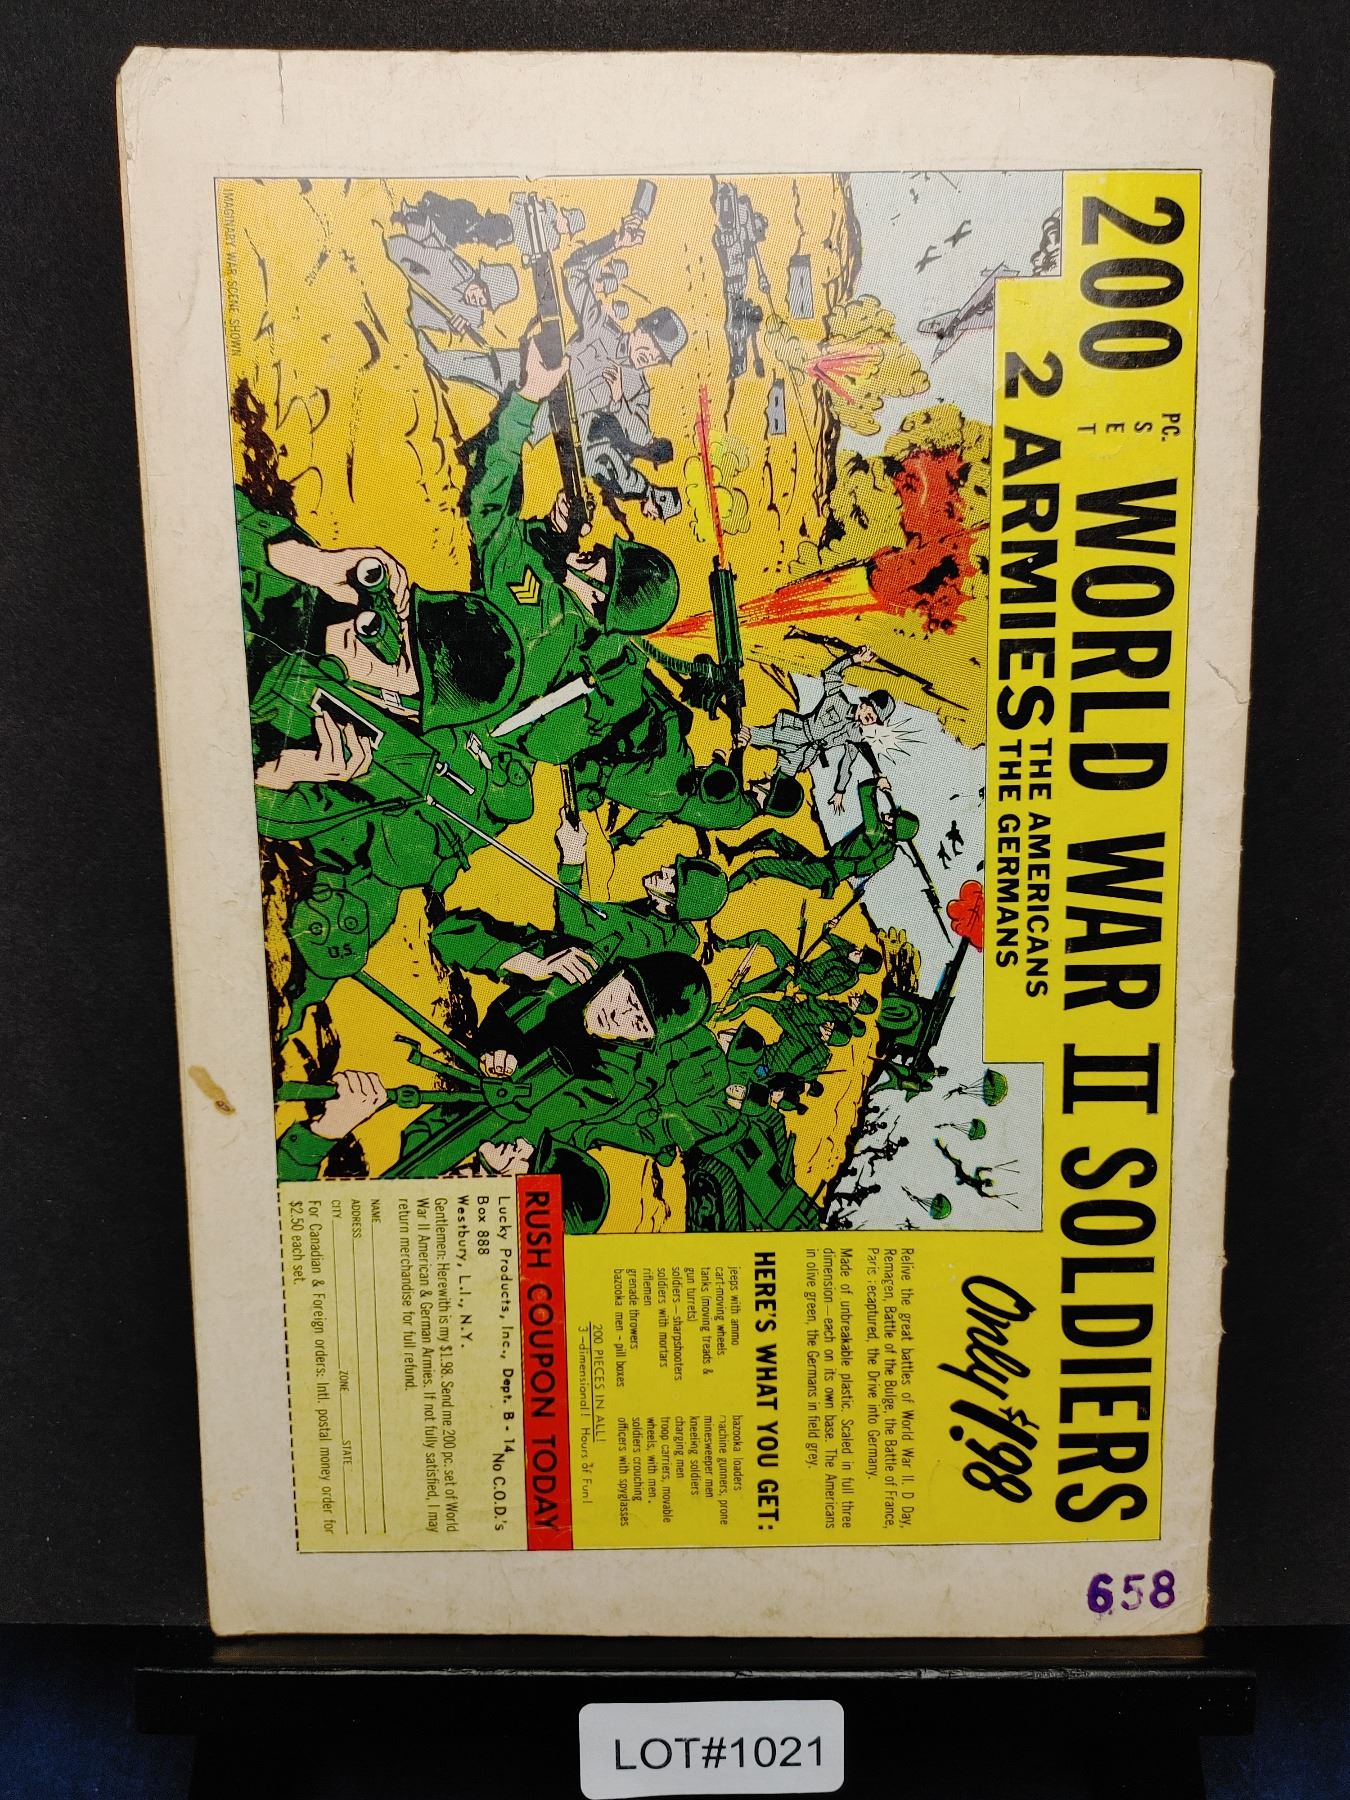 200 PC. SET WORLD WAR II SOLDIERS
2 ARMIES THE AMERICANS
THE GERMANS
Only $1.98
Relive the great battles of World War II. D Day,
Remagen, Battle of the Bulge, the Battle of France,
Paris recaptured, the Drive into Germany.
Made of unbreakable plastic. Scaled in full three
dimension—each on its own base. The Americans
in olive green, the Germans in field grey.
HERE'S WHAT YOU GET:
jeeps with ammo
cart-moving wheels
tanks (moving treads &
gun turrets)
soldiers—sharpshooters
soldiers with mortars
riflemen
grenade throwers
bazooka men - pill boxes
bazooka loaders
machine gunners, prone
minesweeper men
kneeling soldiers
charging men
troop carriers, movable
wheels, with men.
soldiers crouching
officers with spyglasses
200 PIECES IN ALL!
3-dimensional! Hours of Fun!
RUSH COUPON TODAY
Lucky Products, Inc., Dept. B-14
Box 888 No C.O.D.'s
Westbury, L.I., N.Y.
Gentlemen: Herewith is my $1.98. Send me 200 pc. set of World
War II American & German Armies. If not fully satisfied, I may
return merchandise for full refund.
NAME
ADDRESS
CITY ZONE STATE
For Canadian & Foreign orders: Intl. postal money order for
$2.50 each set.
IMAGINARY WAR SCENE SHOWN
U.S.
658
LOT#1021